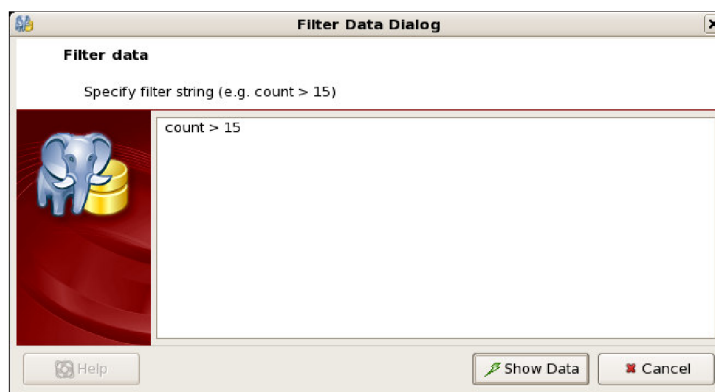 Filter Data Dialog
Filter data
Specify filter string (e.g. count > 15)
count > 15
Help
Show Data
Cancel